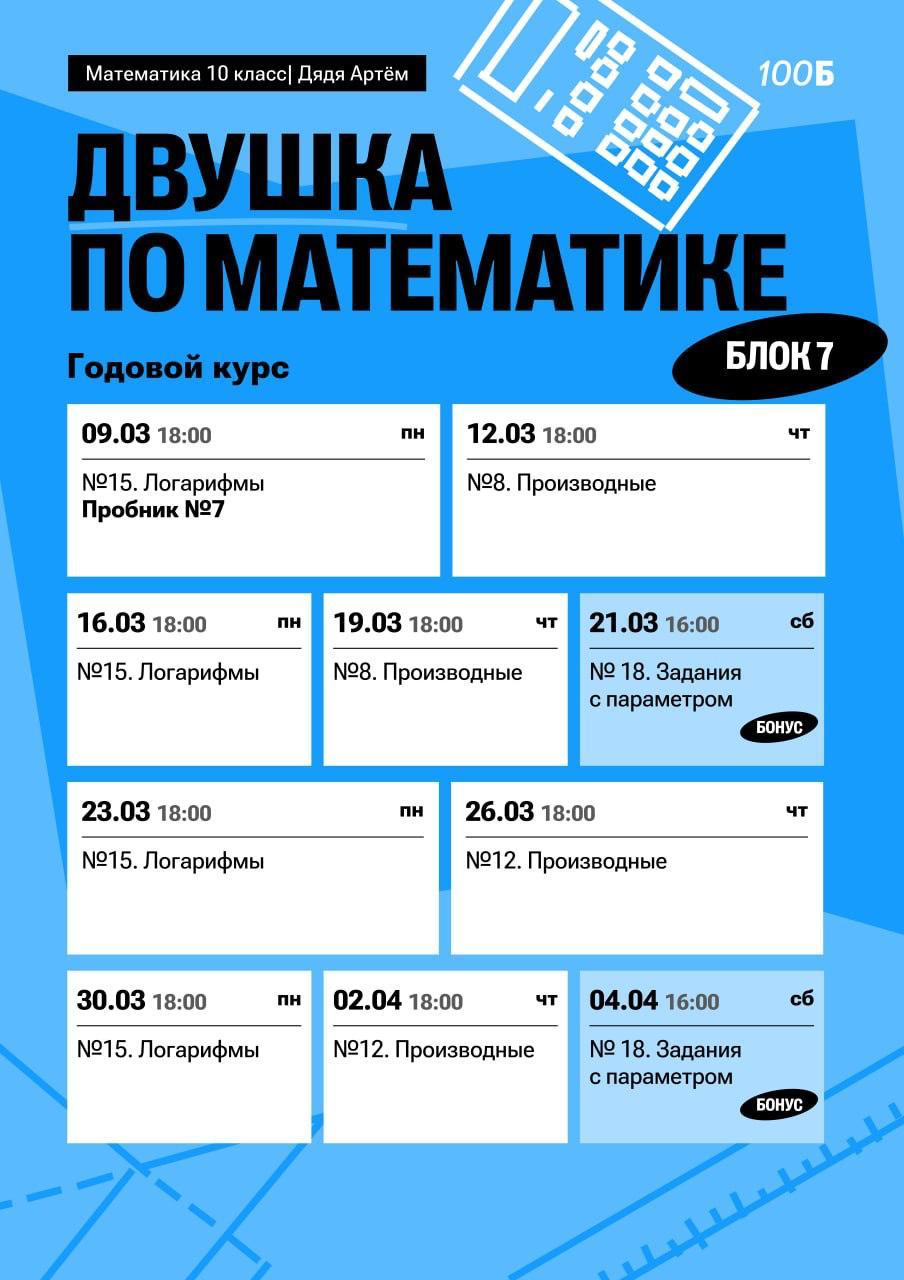 Математика 10 класс| Дядя Артём
100Б
ДВУШКА
ПО МАТЕМАТИКЕ
БЛОК 7
Годовой курс
09.03 18:00 пн
№15. Логарифмы
Пробник №7
12.03 18:00 чт
№8. Производные
16.03 18:00 пн
№15. Логарифмы
19.03 18:00 чт
№8. Производные
21.03 16:00 сб
№ 18. Задания
с параметром
БОНУС
23.03 18:00 пн
№15. Логарифмы
26.03 18:00 чт
№12. Производные
30.03 18:00 пн
№15. Логарифмы
02.04 18:00 чт
№12. Производные
04.04 16:00 сб
№ 18. Задания
с параметром
БОНУС